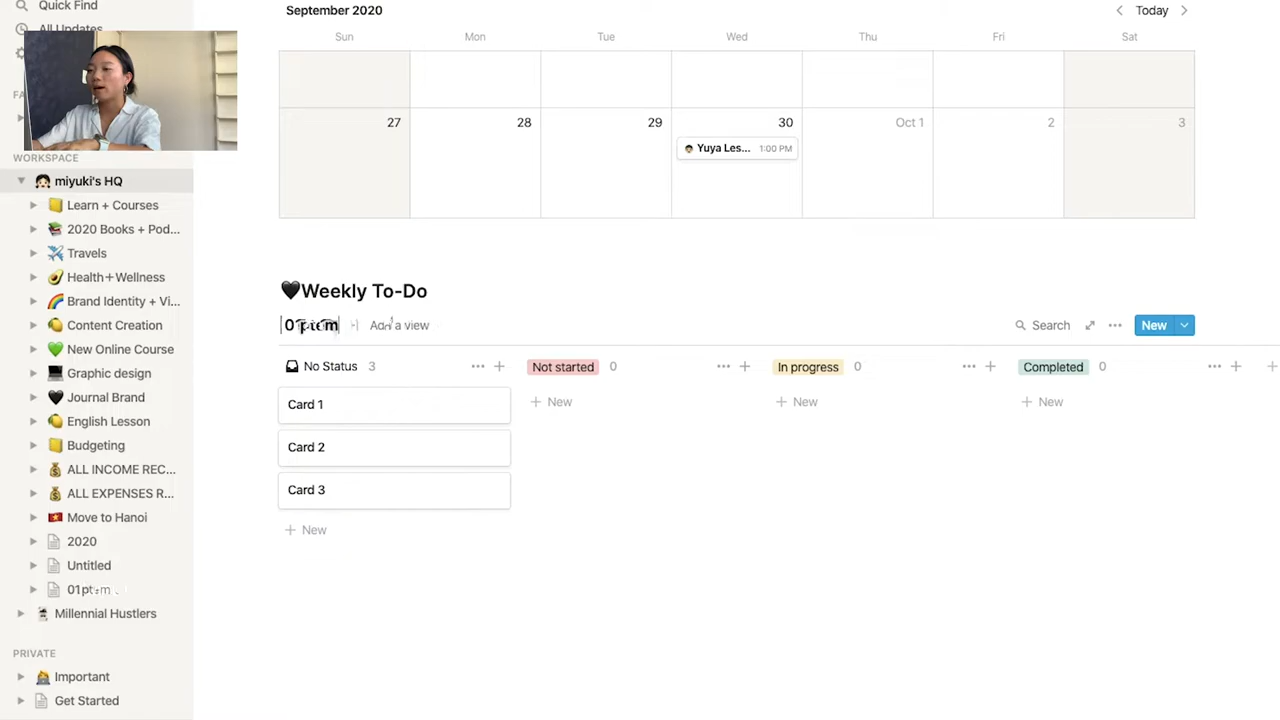 Quick Find
All Updates
WORKSPACE
miyuki's HQ
Learn + Courses
2020 Books + Pod...
Travels
Health+Wellness
Brand Identity + Vi...
Content Creation
New Online Course
Graphic design
Journal Brand
English Lesson
Budgeting
ALL INCOME REC...
ALL EXPENSES R...
Move to Hanoi
2020
Untitled
Millennial Hustlers
PRIVATE
Important
Get Started
September 2020
Today
Sun Mon Tue Wed Thu Fri Sat
27 28 29 30 Oct 1 2 3
Yuya Les... 1:00 PM
🖤Weekly To-Do
Add a view Search ... New
No Status 3 Not started 0 In progress 0 Completed 0
Card 1
+ New + New + New
Card 2
Card 3
+ New